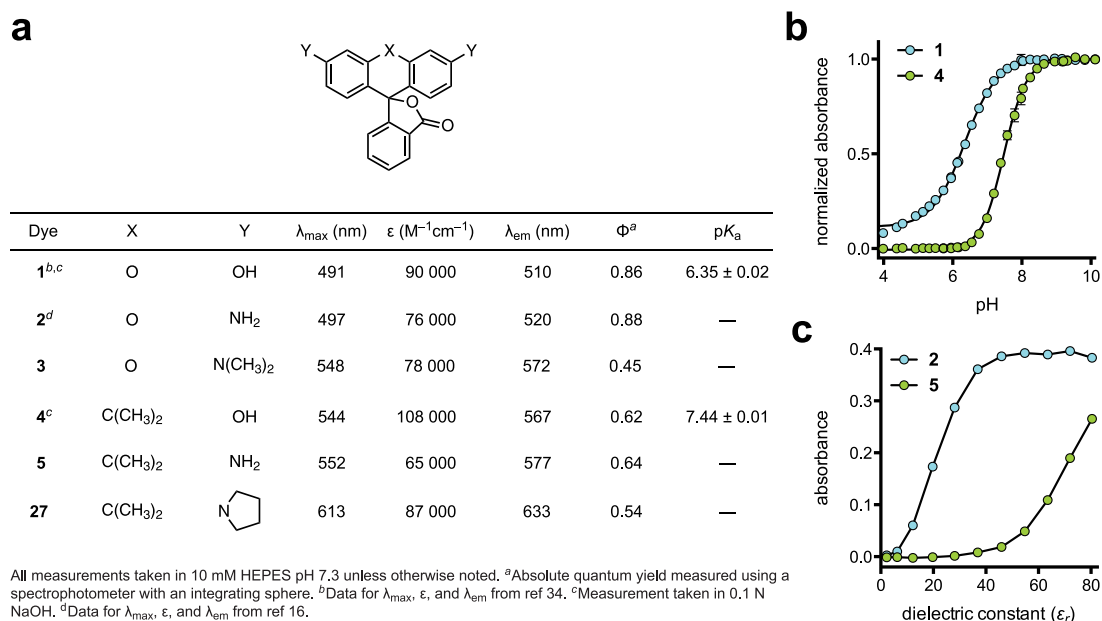 a
Y X Y
O
O
Dye X Y λmax (nm) ε (M⁻¹cm⁻¹) λem (nm) Φᵃ pKa
1ᵇ,ᶜ O OH 491 90 000 510 0.86 6.35 ± 0.02
2ᵈ O NH₂ 497 76 000 520 0.88 —
3 O N(CH₃)₂ 548 78 000 572 0.45 —
4ᶜ C(CH₃)₂ OH 544 108 000 567 0.62 7.44 ± 0.01
5 C(CH₃)₂ NH₂ 552 65 000 577 0.64 —
27 C(CH₃)₂ N 613 87 000 633 0.54 —
All measurements taken in 10 mM HEPES pH 7.3 unless otherwise noted. ᵃAbsolute quantum yield measured using a
spectrophotometer with an integrating sphere. ᵇData for λmax, ε, and λem from ref 34. ᶜMeasurement taken in 0.1 N
NaOH. ᵈData for λmax, ε, and λem from ref 16.
b
1
4
normalized absorbance
1.0
0.5
0.0
4 6 8 10
pH
c
2
5
absorbance
0.4
0.3
0.2
0.1
0.0
0 20 40 60 80
dielectric constant (εr)